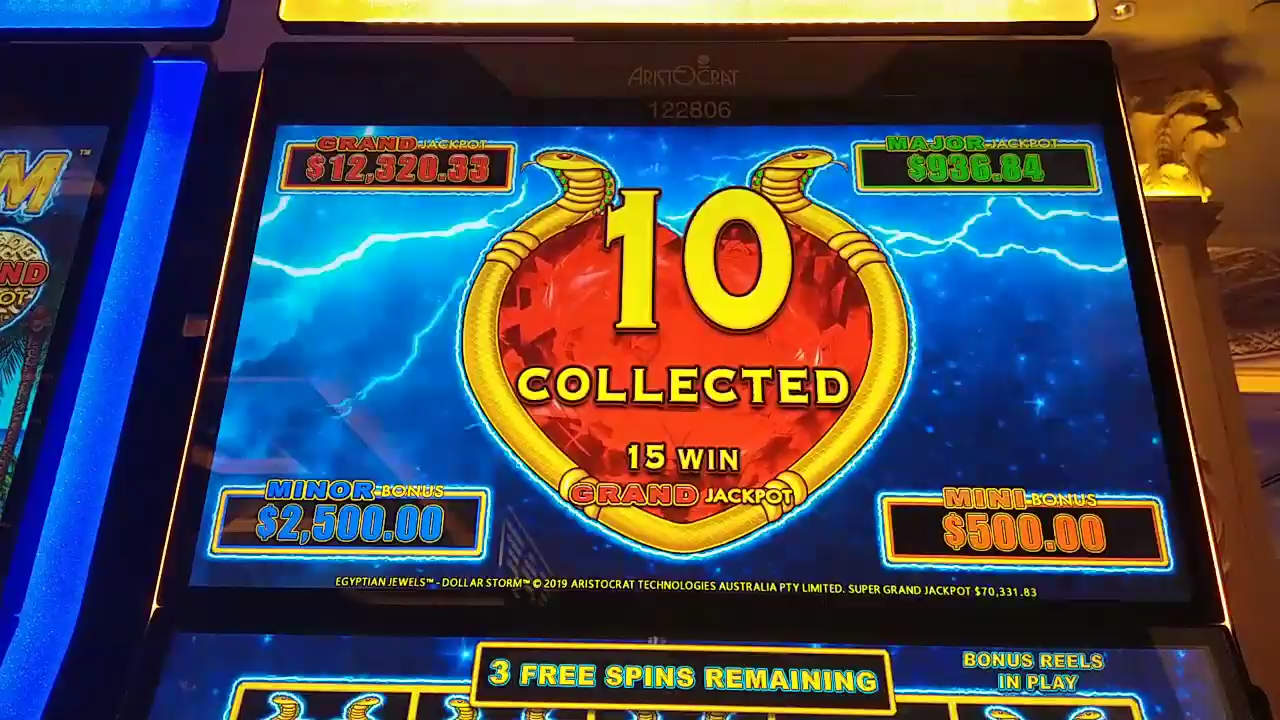 ARISTOCRAT
122806
M™
GRAND JACKPOT
$12,320.33
MAJOR JACKPOT
$936.84
10
COLLECTED
15 WIN
GRAND JACKPOT
MINOR BONUS
$2,500.00
MINI BONUS
$500.00
EGYPTIAN JEWELS™ - DOLLAR STORM™ © 2019 ARISTOCRAT TECHNOLOGIES AUSTRALIA PTY LIMITED. SUPER GRAND JACKPOT $70,331.83
3 FREE SPINS REMAINING
BONUS REELS
IN PLAY